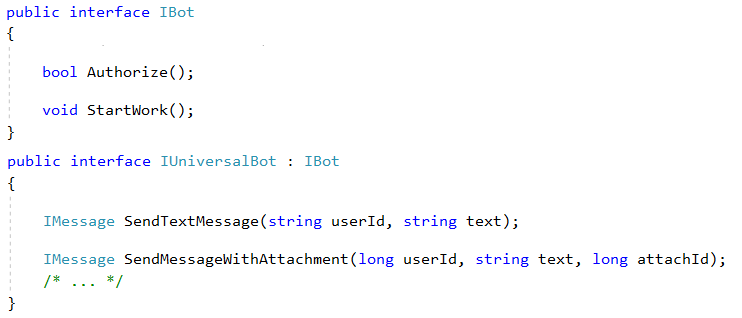 public interface IBot
{
bool Authorize();
void StartWork();
}
public interface IUniversalBot : IBot
{
IMessage SendTextMessage(string userId, string text);
IMessage SendMessageWithAttachment(long userId, string text, long attachId);
/* ... */
}